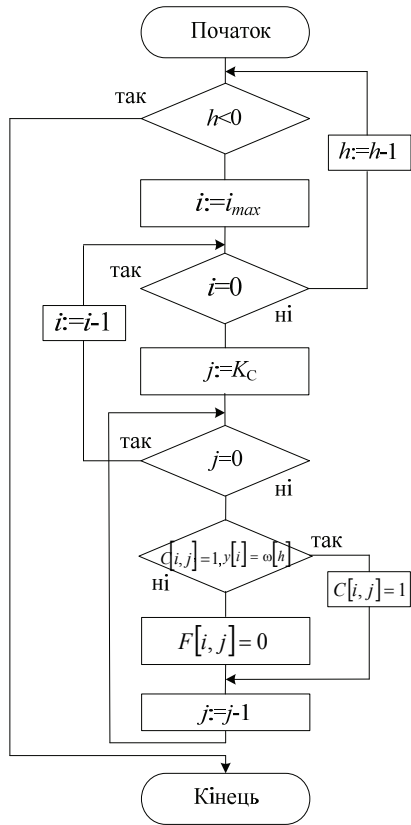 Початок
так
h<0
h:=h-1
i:=imax
так
i=0
ні
i:=i-1
j:=KC
так
j=0
ні
C[i, j]=1,y[i]=ω[h]
так
ні
C[i, j]=1
F[i, j]=0
j:=j-1
Кінець